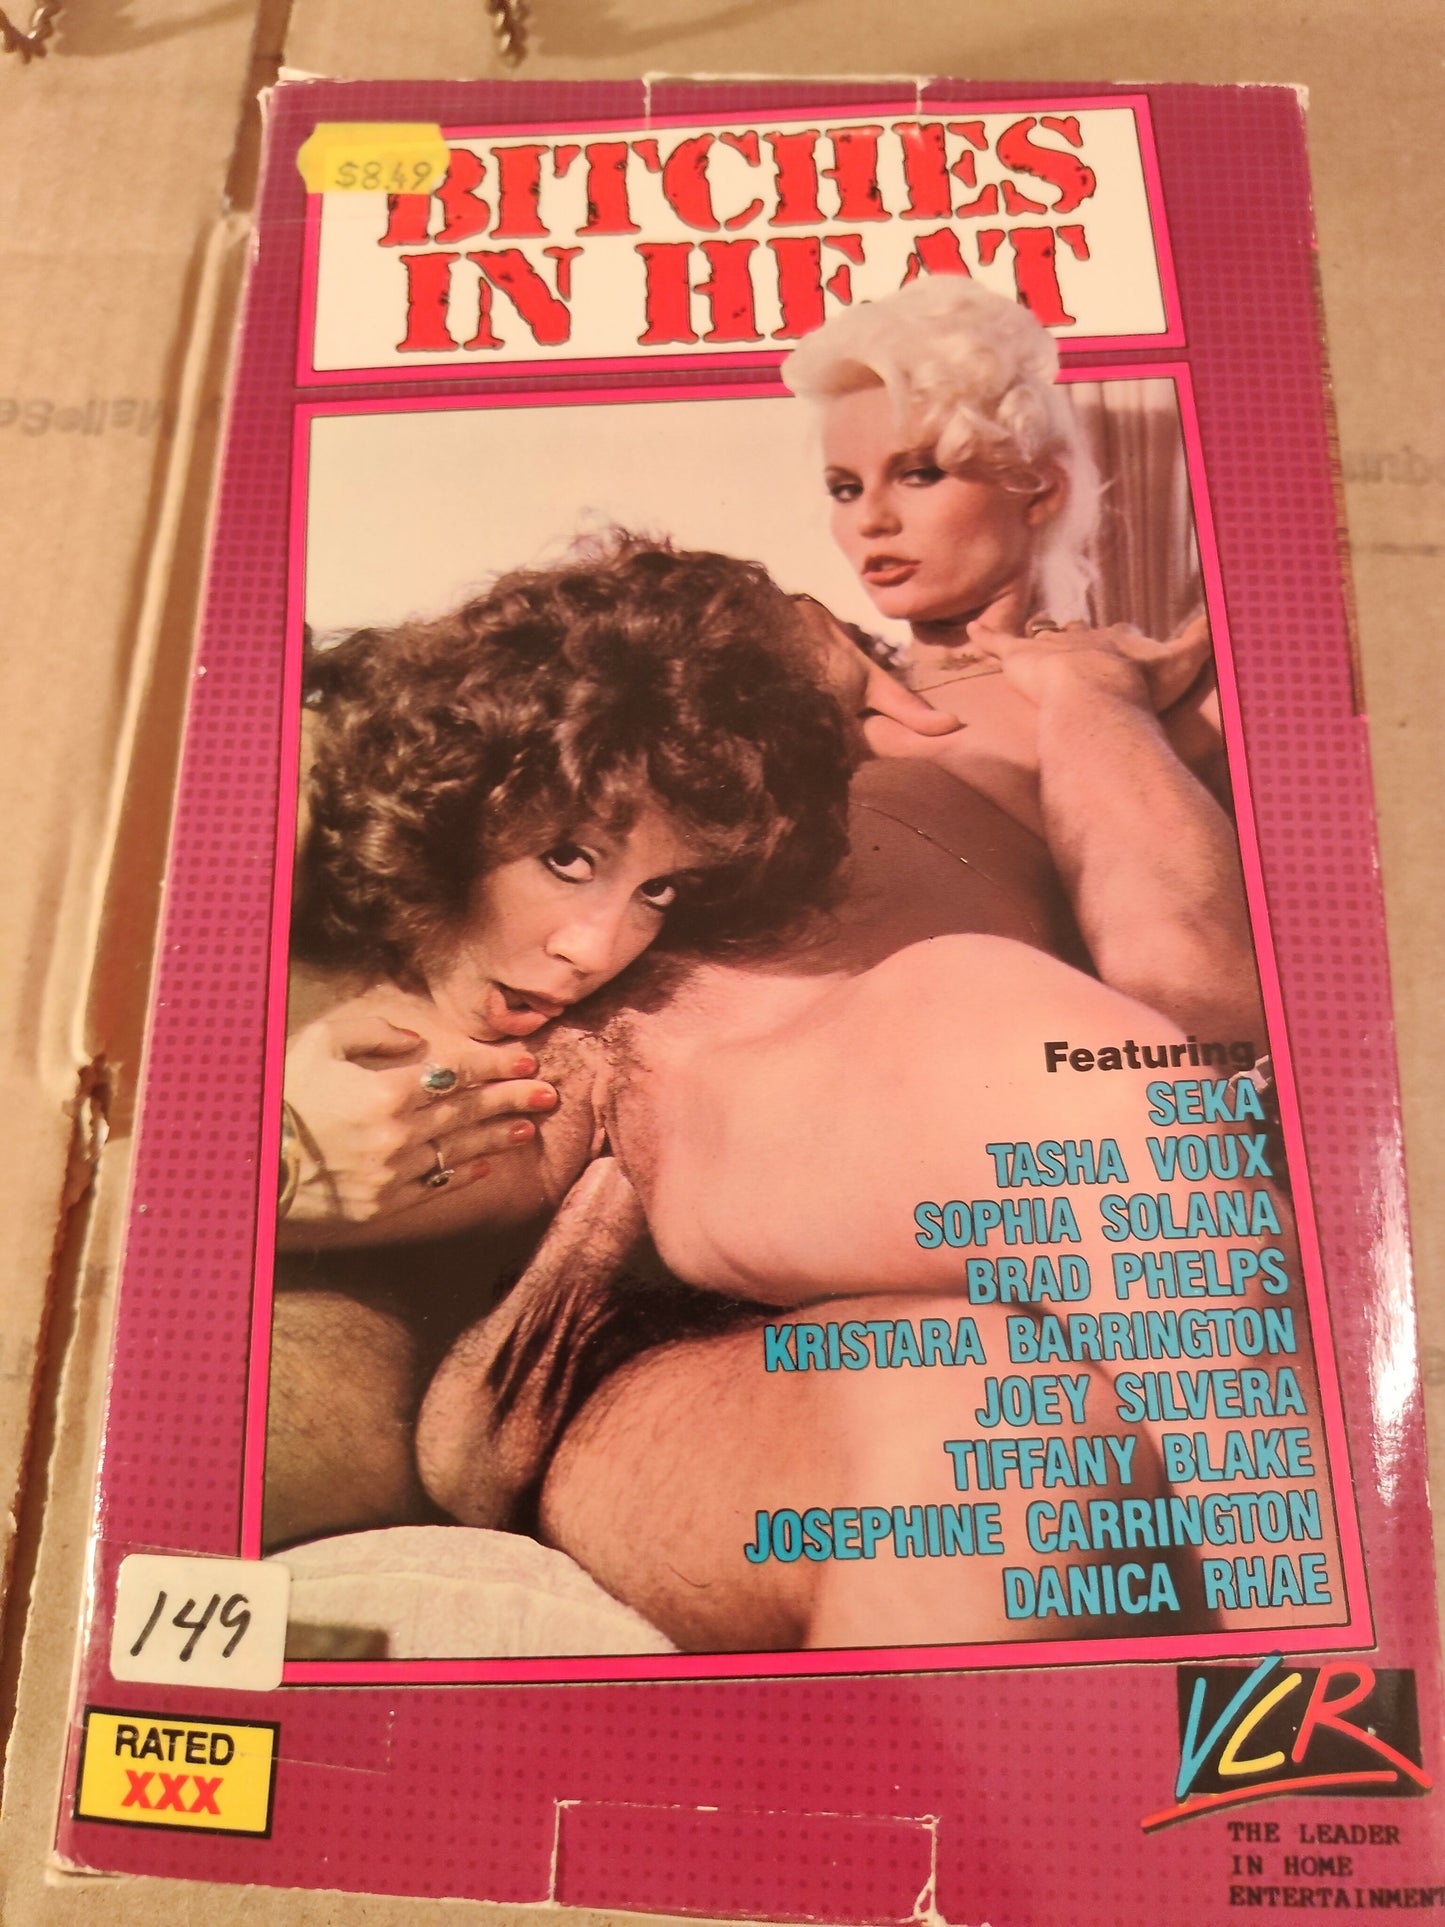 $8.49
BITCHES
IN HEAT
Featuring
SEKA
TASHA VOUX
SOPHIA SOLANA
BRAD PHELPS
KRISTARA BARRINGTON
JOEY SILVERA
TIFFANY BLAKE
JOSEPHINE CARRINGTON
DANICA RHAE
149
RATED
XXX
VCR
THE LEADER
IN HOME
ENTERTAINMENT